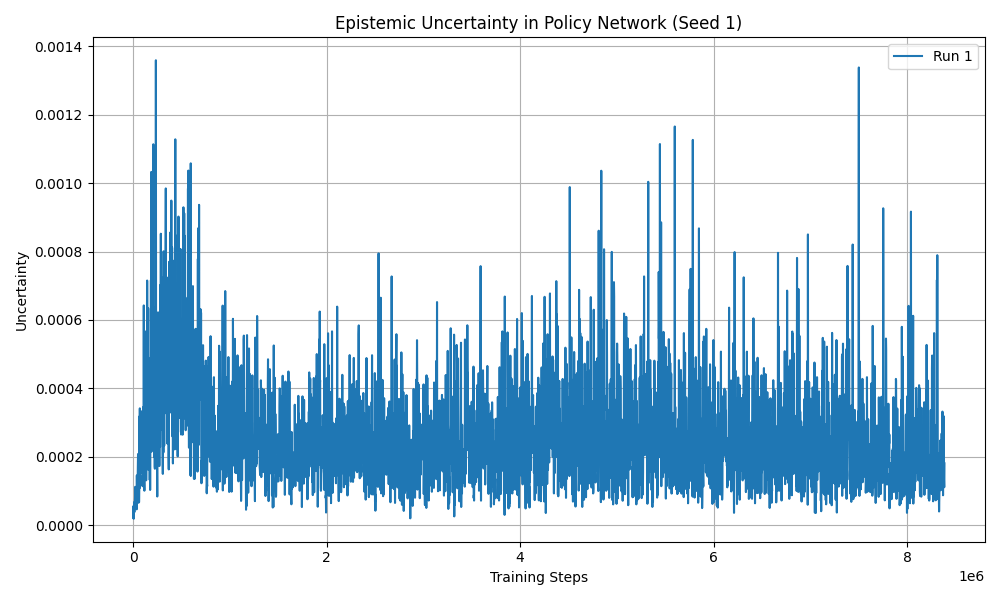 Epistemic Uncertainty in Policy Network (Seed 1)
Run 1
Uncertainty
0.0014
0.0012
0.0010
0.0008
0.0006
0.0004
0.0002
0.0000
0 2 4 6 8
1e6
Training Steps